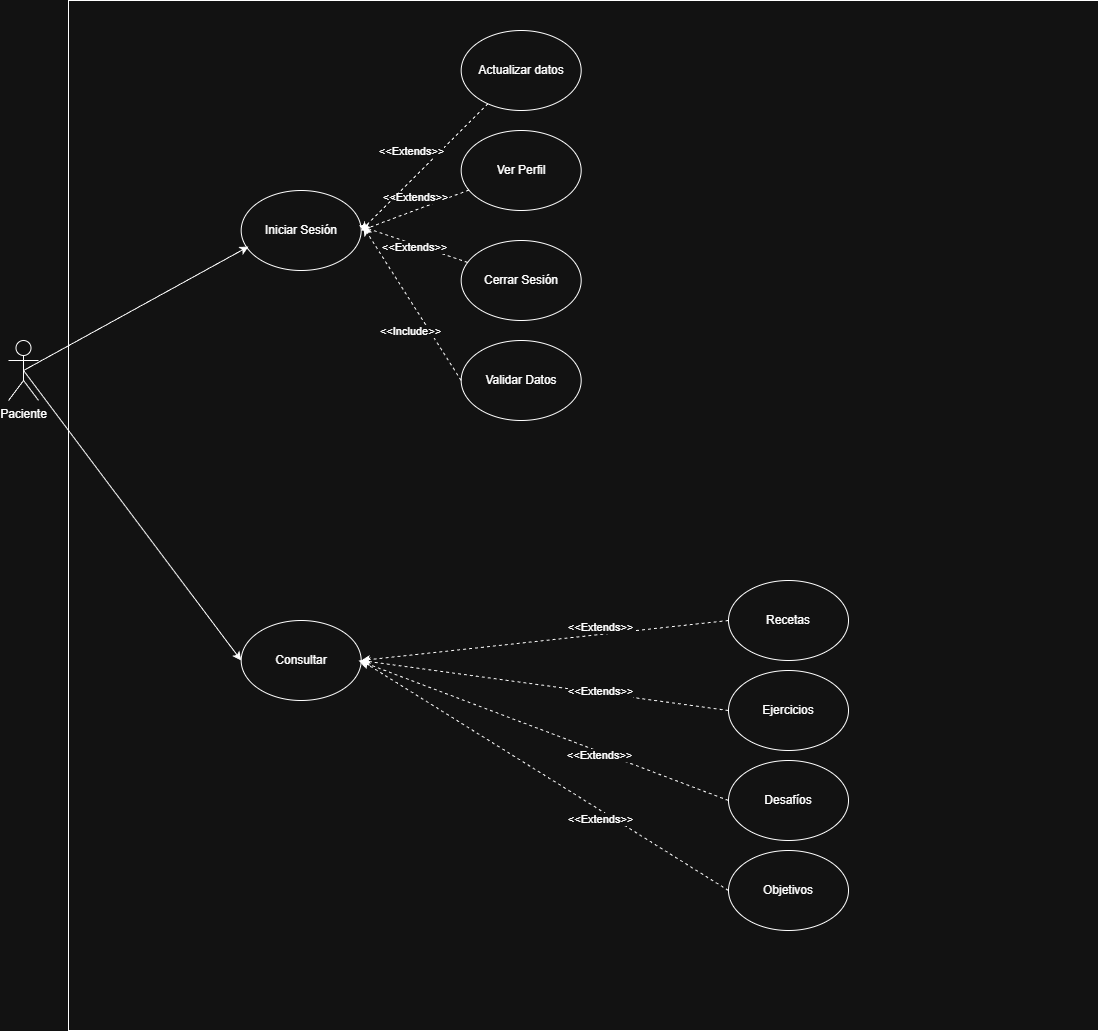 Actualizar datos
<<Extends>>
Ver Perfil
<<Extends>>
Iniciar Sesión
<<Extends>>
Cerrar Sesión
<<Include>>
Validar Datos
Paciente
Recetas
<<Extends>>
Consultar
<<Extends>>
Ejercicios
<<Extends>>
Desafíos
<<Extends>>
Objetivos